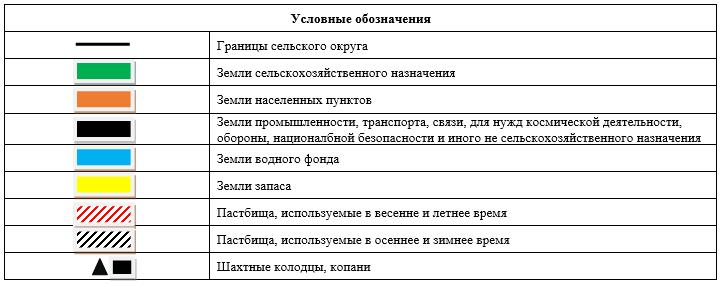 Условные обозначения
Границы сельского округа
Земли сельскохозяйственного назначения
Земли населенных пунктов
Земли промышленности, транспорта, связи, для нужд космической деятельности,
обороны, националбной безопасности и иного не сельскохозяйственного назначения
Земли водного фонда
Земли запаса
Пастбища, используемые в весенне и летнее время
Пастбища, используемые в осеннее и зимнее время
Шахтные колодцы, копани